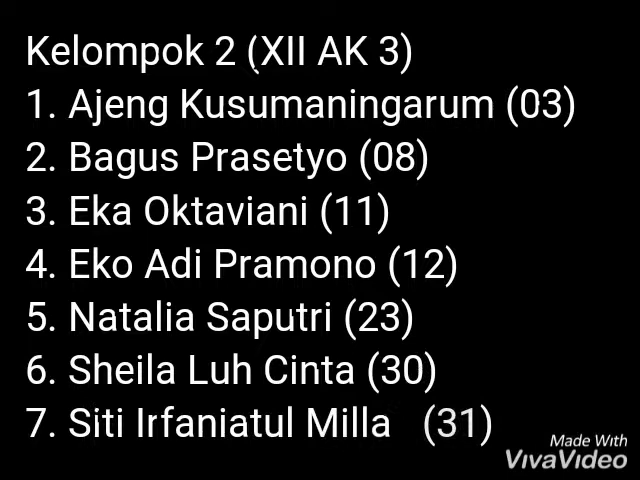 Kelompok 2 (XII AK 3)
1. Ajeng Kusumaningarum (03)
2. Bagus Prasetyo (08)
3. Eka Oktaviani (11)
4. Eko Adi Pramono (12)
5. Natalia Saputri (23)
6. Sheila Luh Cinta (30)
7. Siti Irfaniatul Milla (31)
Made With
VivaVideo